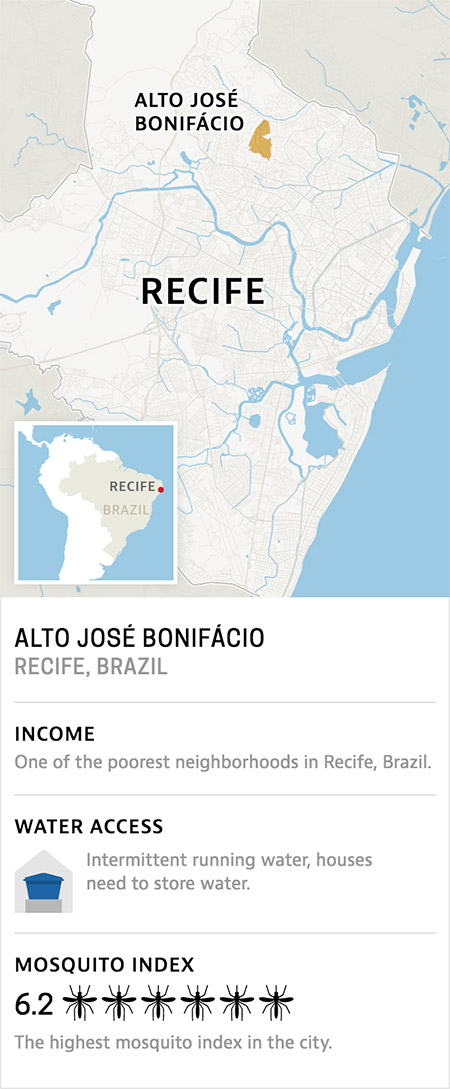 ALTO JOSÉ
BONIFÁCIO
RECIFE
RECIFE
BRAZIL
ALTO JOSÉ BONIFÁCIO
RECIFE, BRAZIL
INCOME
One of the poorest neighborhoods in Recife, Brazil.
WATER ACCESS
Intermittent running water, houses
need to store water.
MOSQUITO INDEX
6.2
The highest mosquito index in the city.